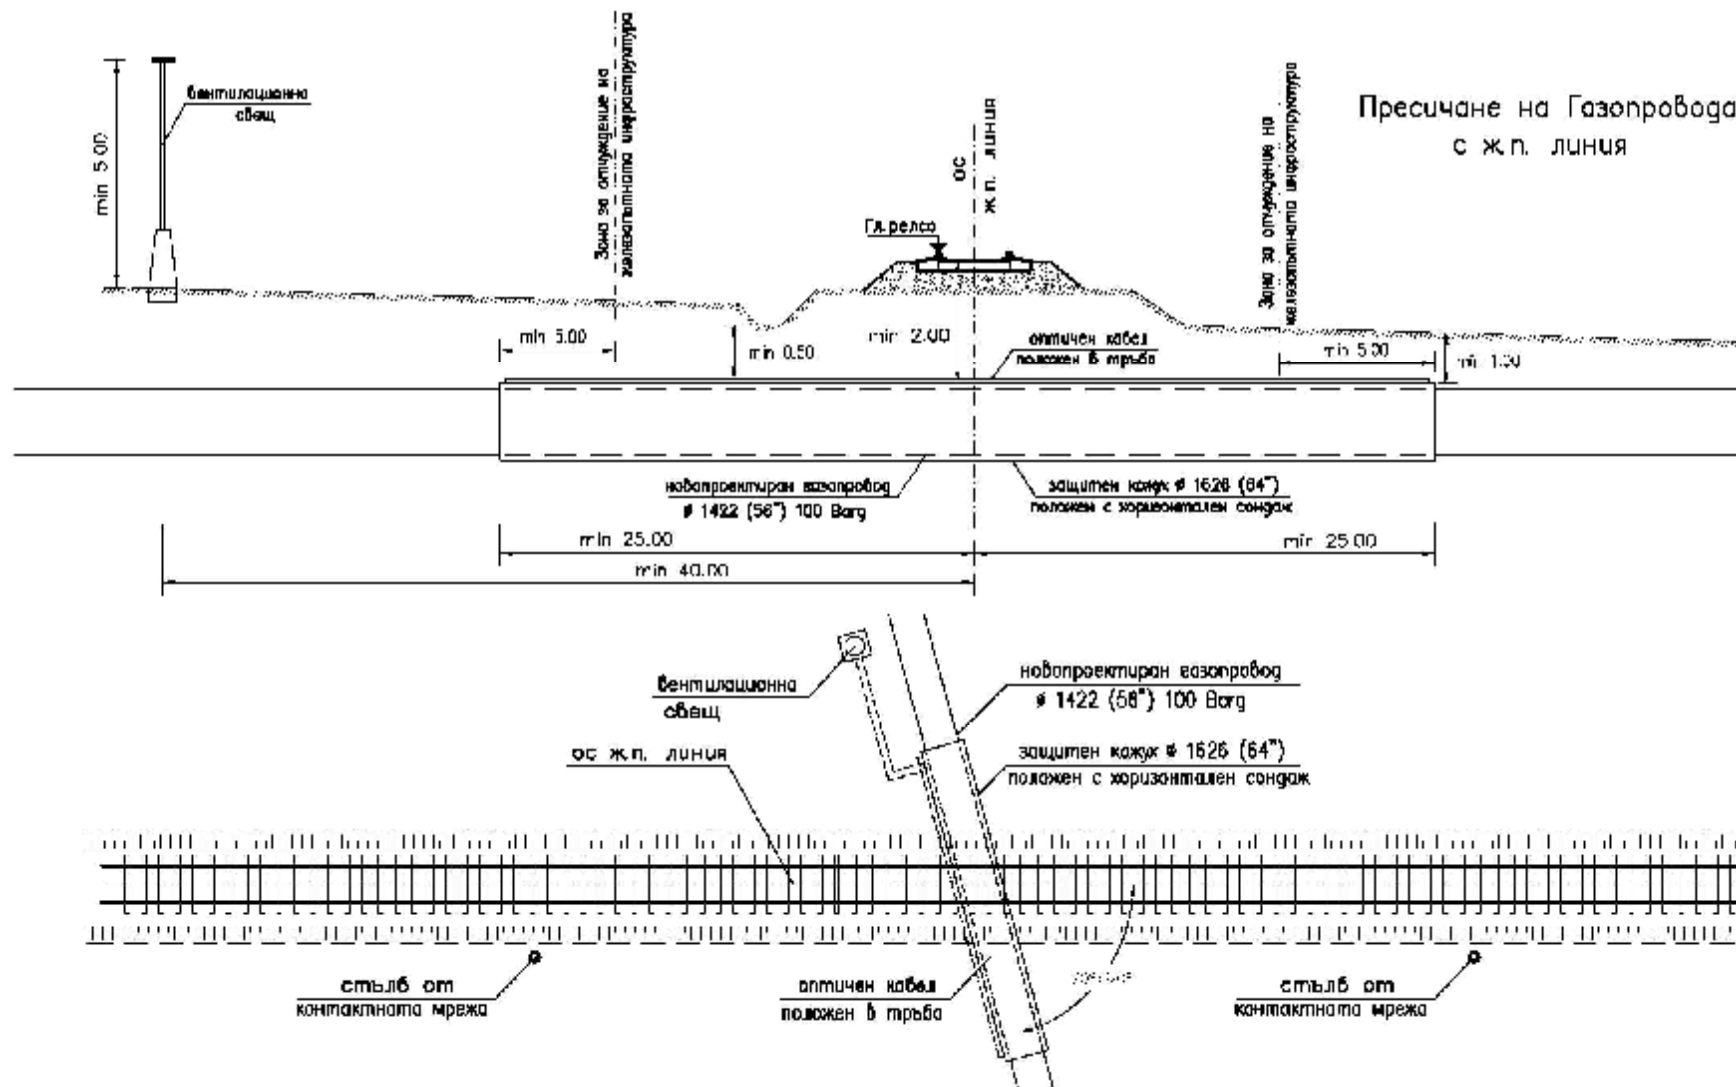 Пресичане на Газопровода
с ж.п. линия
min 5.00
вентилационна
свещ
Зона за отчуждение на
железопътната инфраструктура
ос
ж.п. линия
Гл.релса
Зона за отчуждение на
железопътната инфраструктура
min 5.00
min 0.50
min 2.00
оптичен кабел
положен в тръба
min 5.00
min 1.00
новопроектиран газопровод
ø 1422 (56") 100 Barg
защитен кожух ø 1626 (64")
положен с хоризонтален сондаж
min 25.00
min 25.00
min 40.00
вентилационна
свещ
новопроектиран газопровод
ø 1422 (56") 100 Barg
ос ж.п. линия
защитен кожух ø 1626 (64")
положен с хоризонтален сондаж
стълб от
контактната мрежа
оптичен кабел
положен в тръба
стълб от
контактната мрежа